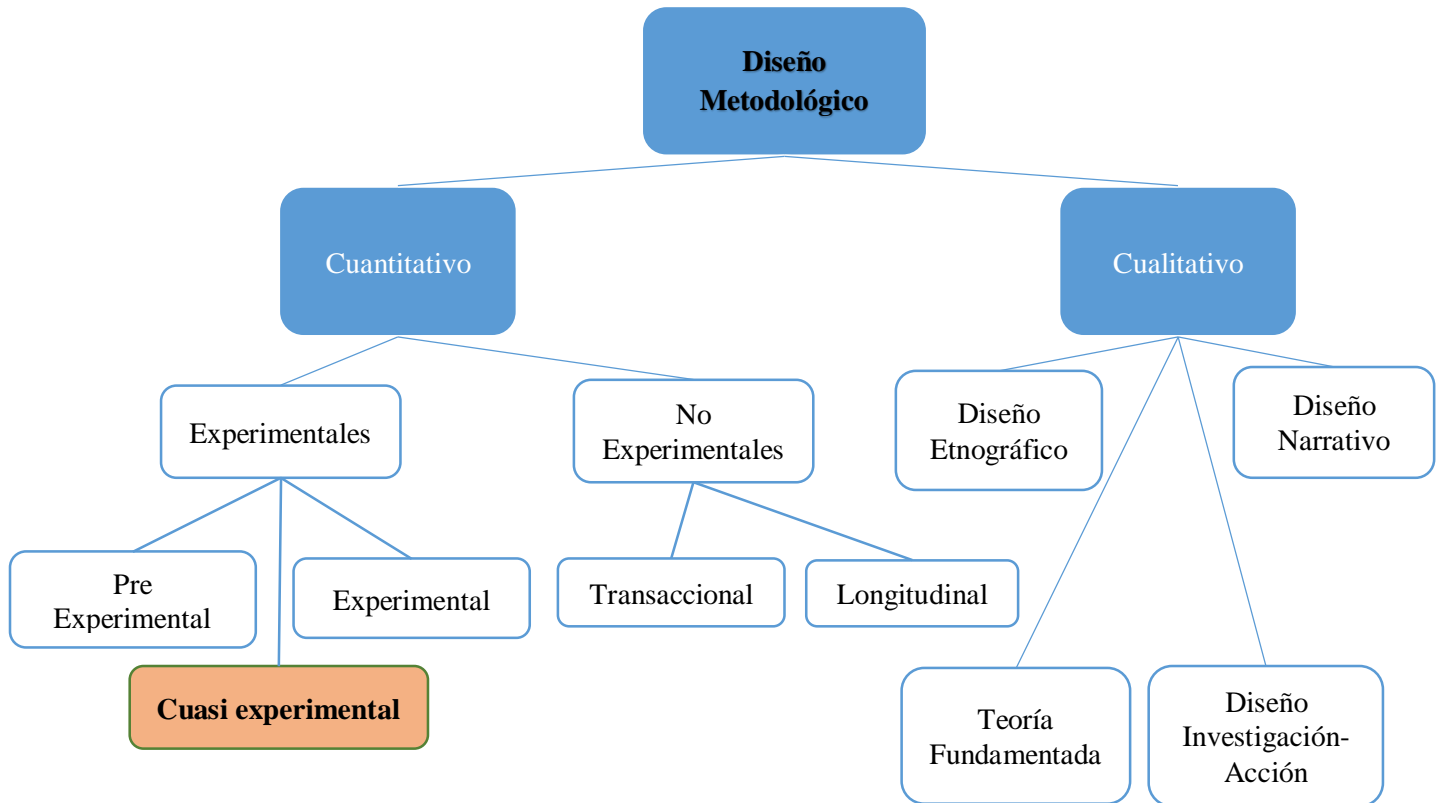 Diseño
Metodológico
Cuantitativo
Cualitativo
Experimentales
No
Experimentales
Diseño
Etnográfico
Diseño
Narrativo
Pre
Experimental
Experimental
Transaccional
Longitudinal
Cuasi experimental
Teoría
Fundamentada
Diseño
Investigación-
Acción